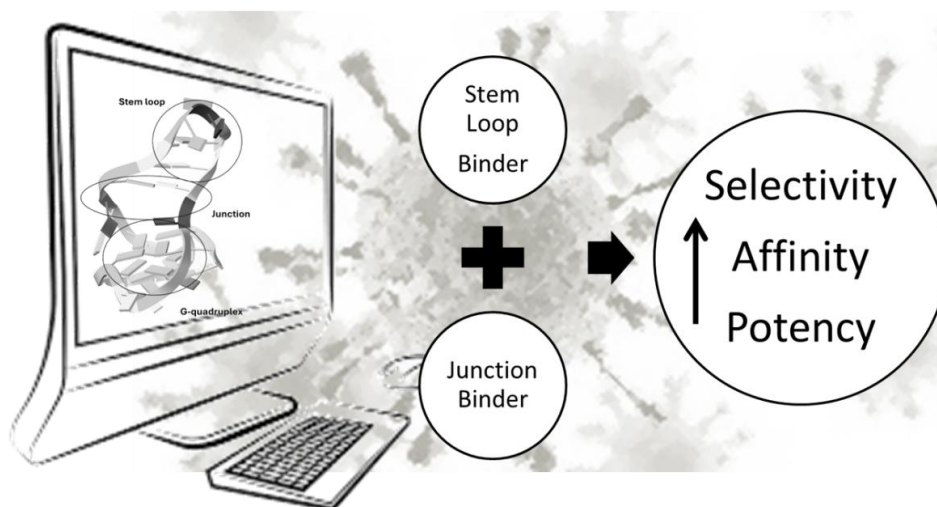 Stem loop
Junction
G-quadruplex
Stem
Loop
Binder
Junction
Binder
Selectivity
Affinity
Potency